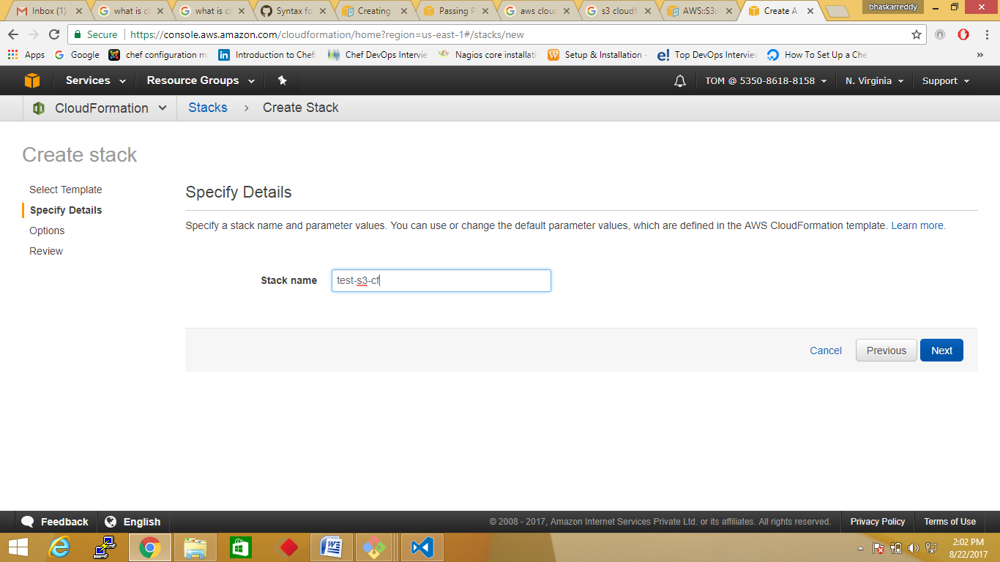 Inbox (1)
what is cl
what is cl
Syntax fo
Creating
Passing P
aws clou
s3 cloudf
AWS::S3::
Create A
bhaskarreddy
Secure
https://console.aws.amazon.com/cloudformation/home?region=us-east-1#/stacks/new
Apps
Google
chef configuration ma
Introduction to Chef:
Chef DevOps Intervie
Nagios core installati
Setup & Installation -
Top DevOps Interview
How To Set Up a Che
»
Services
Resource Groups
TOM @ 5350-8618-8158
N. Virginia
Support
CloudFormation
Stacks
Create Stack
Create stack
Select Template
Specify Details
Options
Review
Specify Details
Specify a stack name and parameter values. You can use or change the default parameter values, which are defined in the AWS CloudFormation template. Learn more.
Stack name
test-s3-cf
Cancel
Previous
Next
Feedback
English
© 2008 - 2017, Amazon Internet Services Private Ltd. or its affiliates. All rights reserved.
Privacy Policy
Terms of Use
2:02 PM
8/22/2017